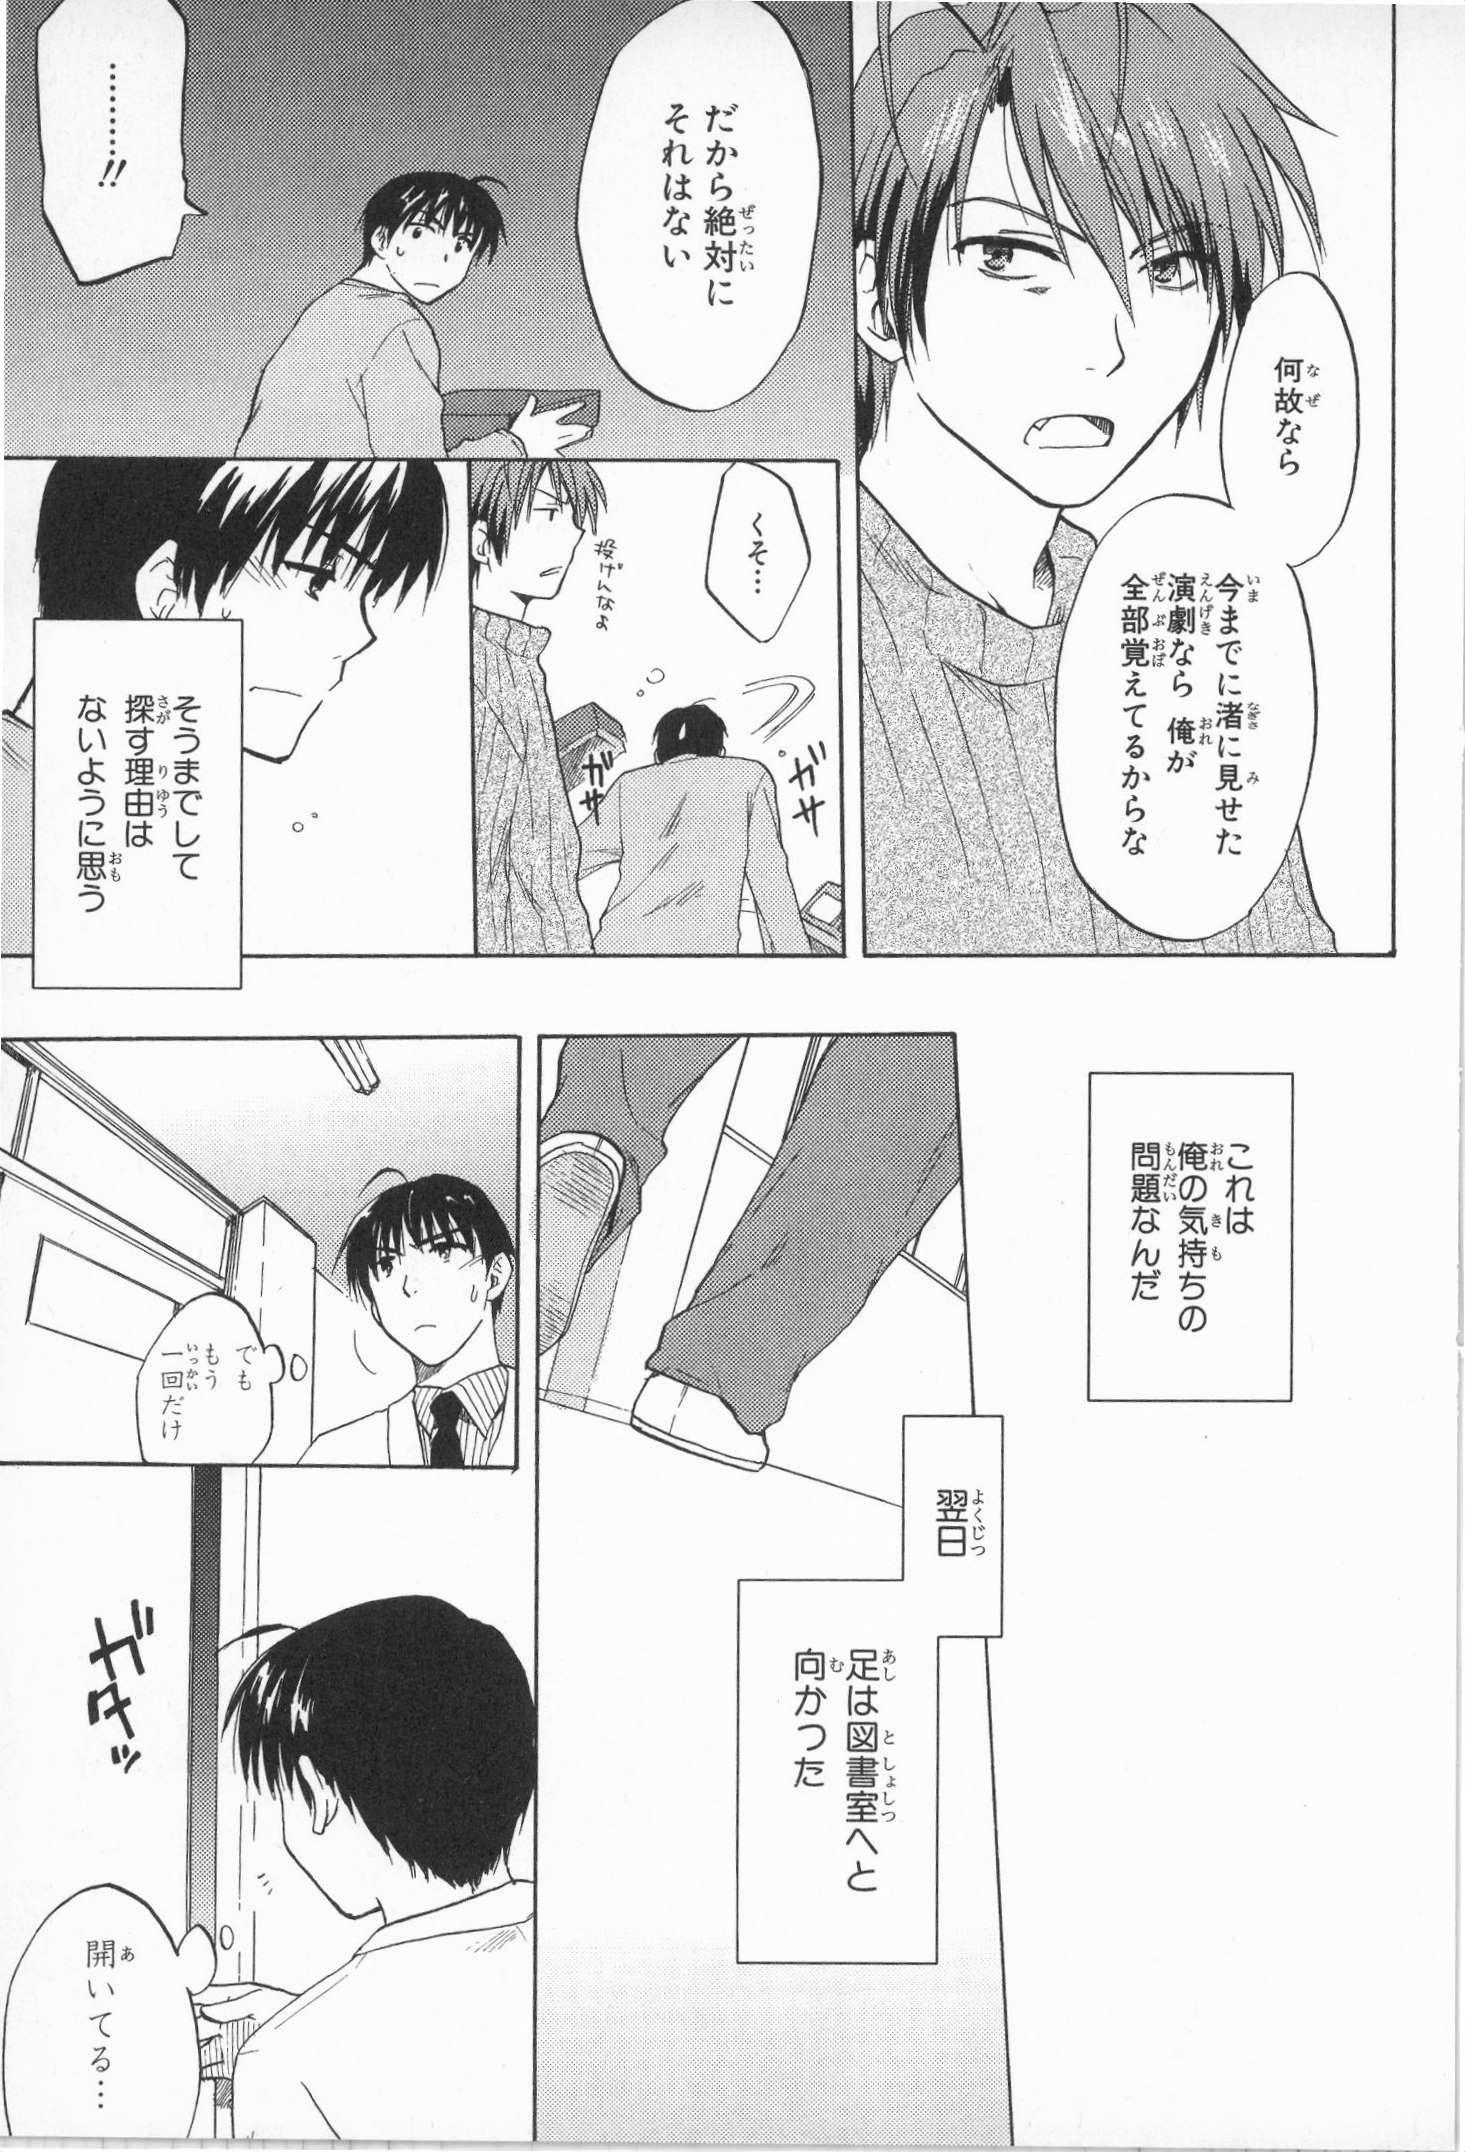 何故なら
今までに渚に見せた
演劇なら 俺が
全部覚えてるからな
だから絶対に
それはない
………!!
くそ…
投げんなよ
ガサ
ガサ
そうまでして
探す理由は
ないように思う
これは
俺の気持ちの
問題なんだ
翌日
足は図書室へと
向かった
でも
もう
一回だけ
ガタッ
開いてる…